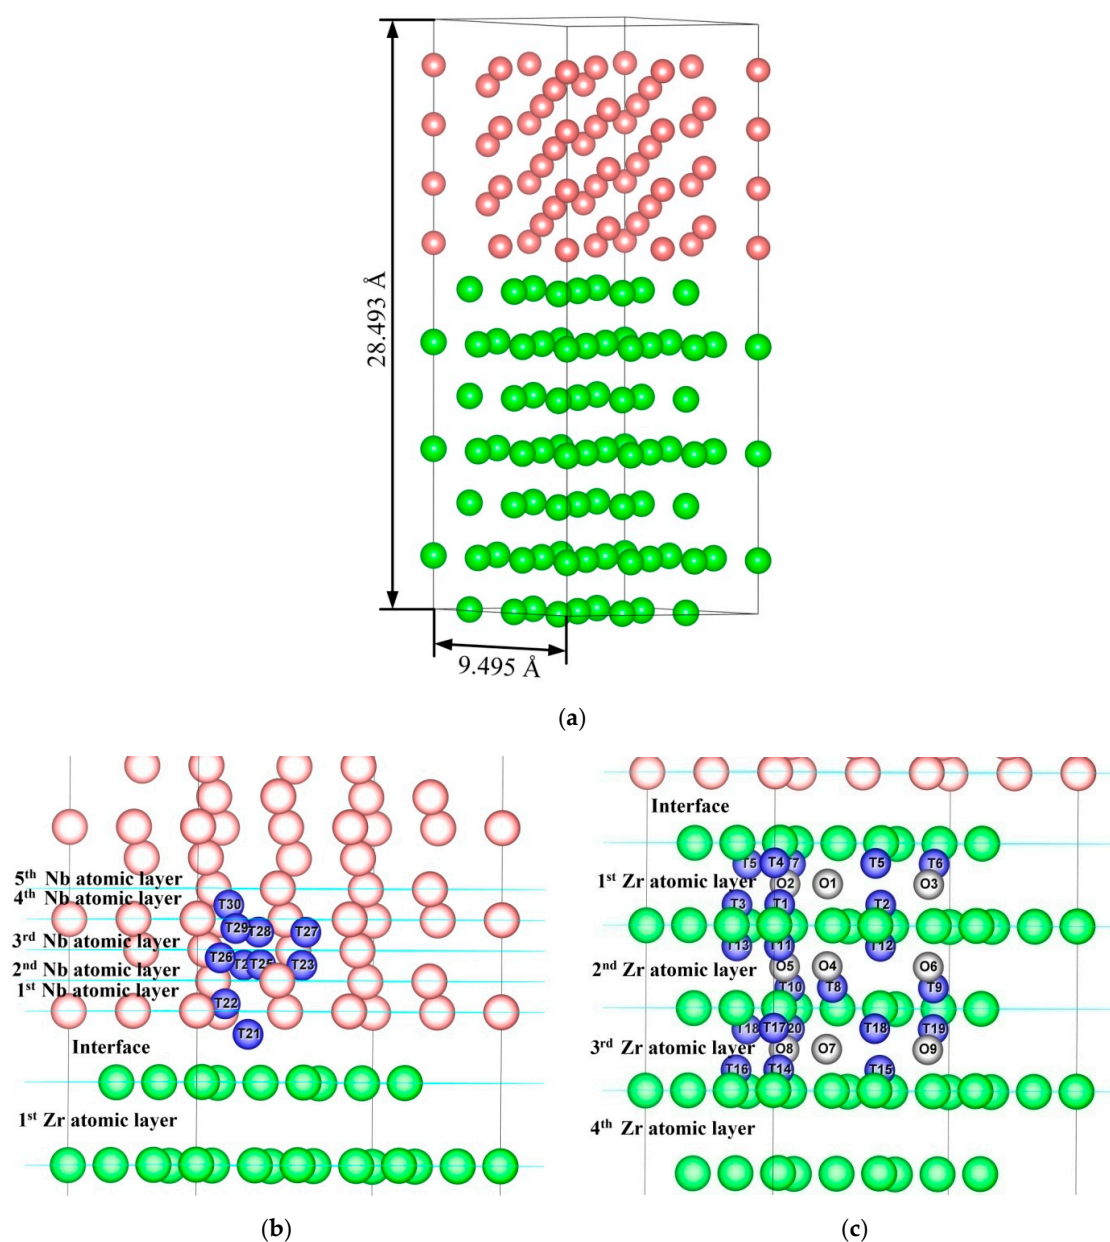 28.493 Å
9.495 Å
(a)
5th Nb atomic layer
4th Nb atomic layer
3rd Nb atomic layer
2nd Nb atomic layer
1st Nb atomic layer
Interface
1st Zr atomic layer
T30
T29 T28 T27
T26 T25 T23
T22
T21
(b)
Interface
1st Zr atomic layer
2nd Zr atomic layer
3rd Zr atomic layer
4th Zr atomic layer
T5 T4 T7 T5 T6
O2 O1 O3
T3 T1 T2
T13 T11 T12
O5 O4 O6
T10 T8 T9
T18 T17 20 T18 T19
O8 O7 O9
T16 T14 T15
(c)